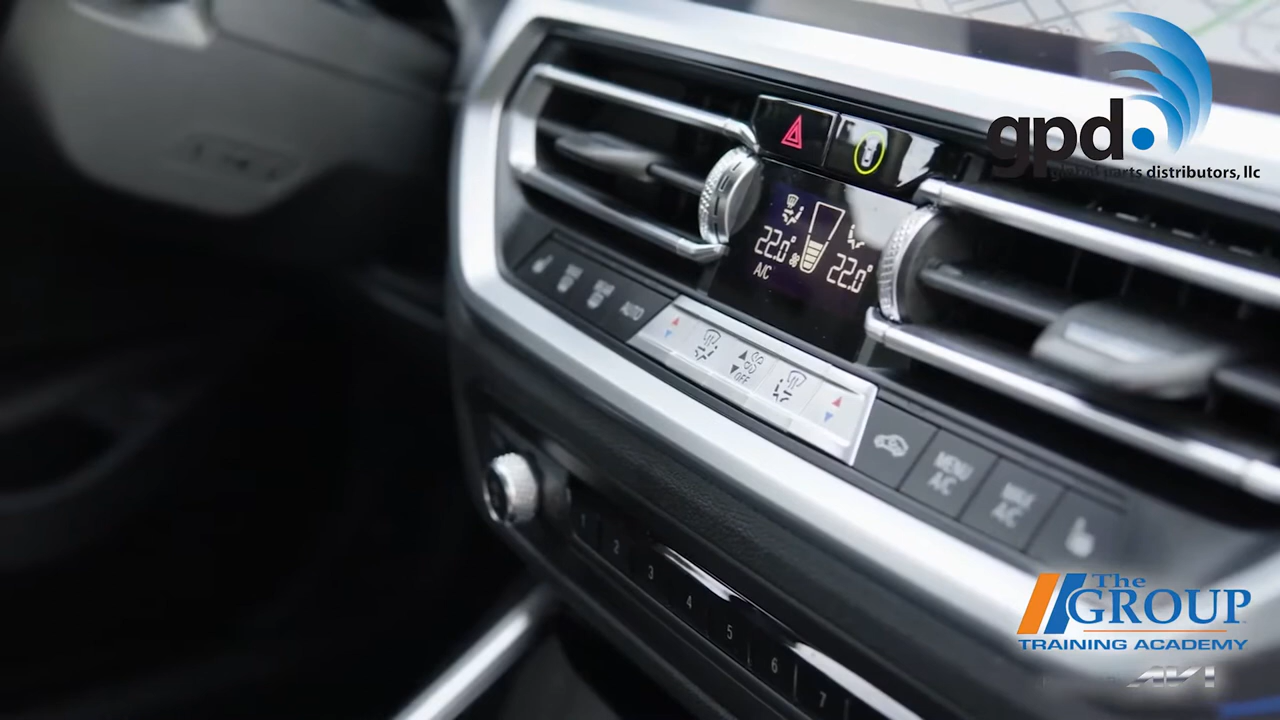 gpd
global parts distributors, llc
22.0°
A/C
22.0°
AUTO
OFF
MENU
A/C
MAX
A/C
1
2
3
4
5
6
7
The
GROUP
TRAINING ACADEMY
AVI